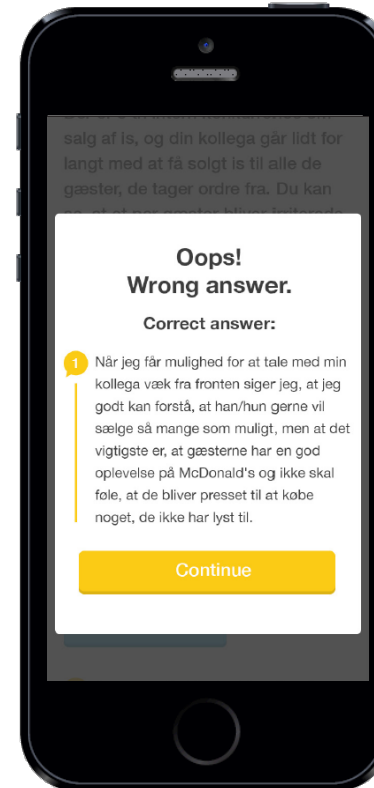 salg af is, og din kollega går lidt for
langt med at få solgt is til alle de
gæster, de tager ordre fra. Du kan
Oops!
Wrong answer.
Correct answer:
1
Når jeg får mulighed for at tale med min
kollega væk fra fronten siger jeg, at jeg
godt kan forstå, at han/hun gerne vil
sælge så mange som muligt, men at det
vigtigste er, at gæsterne har en god
oplevelse på McDonald's og ikke skal
føle, at de bliver presset til at købe
noget, de ikke har lyst til.
Continue